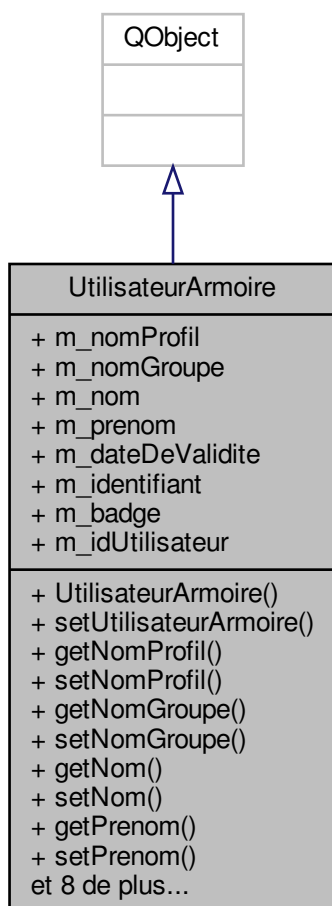 QObject
UtilisateurArmoire
+ m_nomProfil
+ m_nomGroupe
+ m_nom
+ m_prenom
+ m_dateDeValidite
+ m_identifiant
+ m_badge
+ m_idUtilisateur
+ UtilisateurArmoire()
+ setUtilisateurArmoire()
+ getNomProfil()
+ setNomProfil()
+ getNomGroupe()
+ setNomGroupe()
+ getNom()
+ setNom()
+ getPrenom()
+ setPrenom()
et 8 de plus...